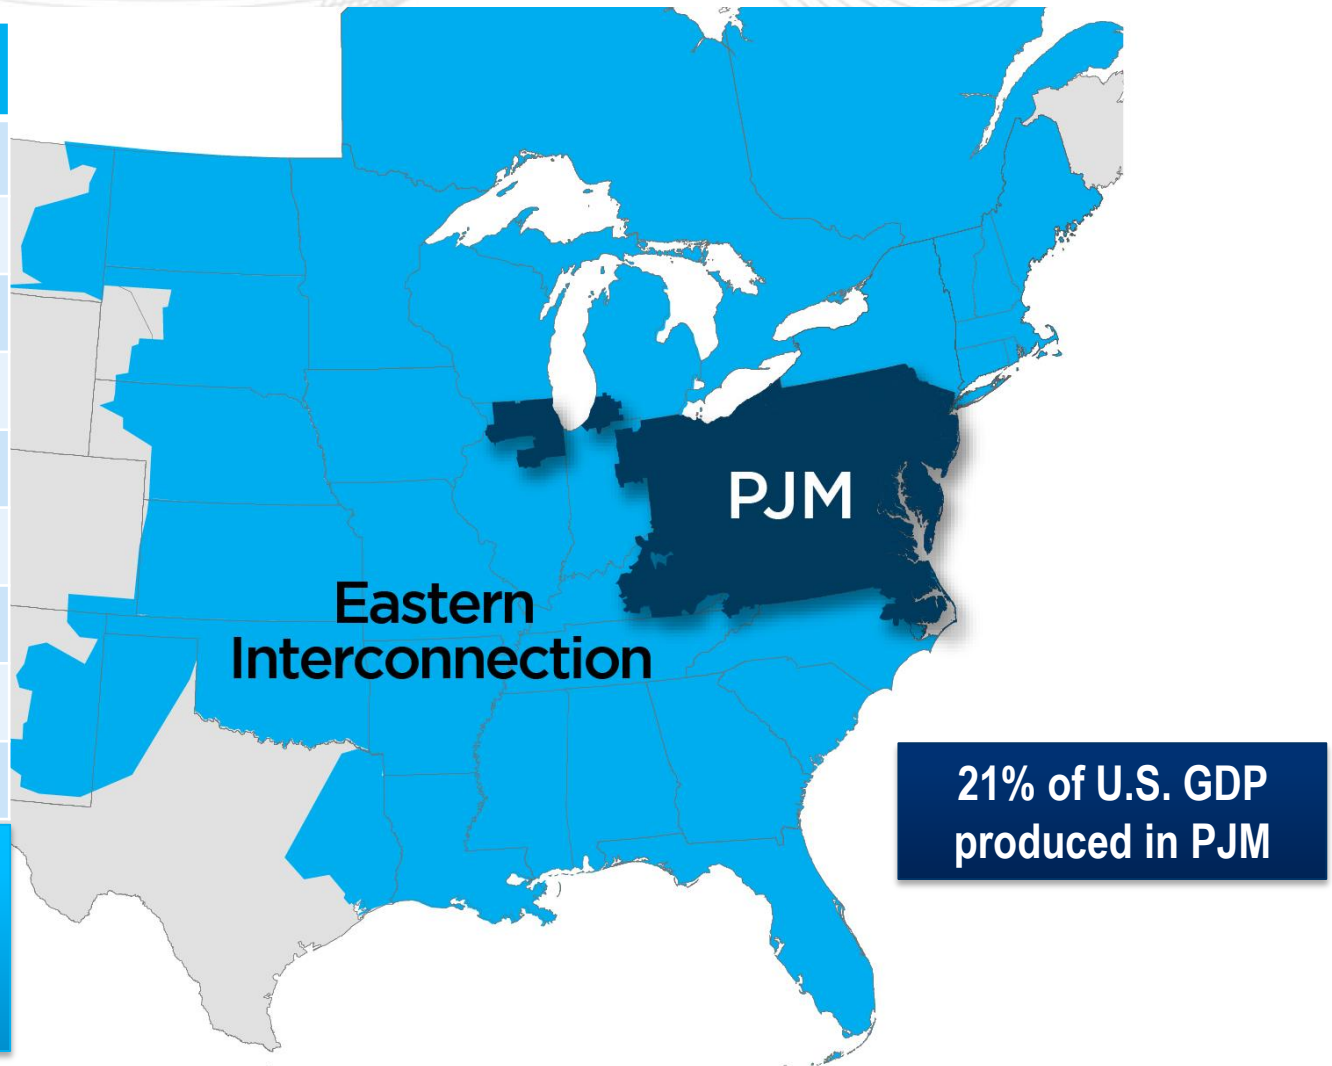 PJM
Eastern
Interconnection
21% of U.S. GDP
produced in PJM